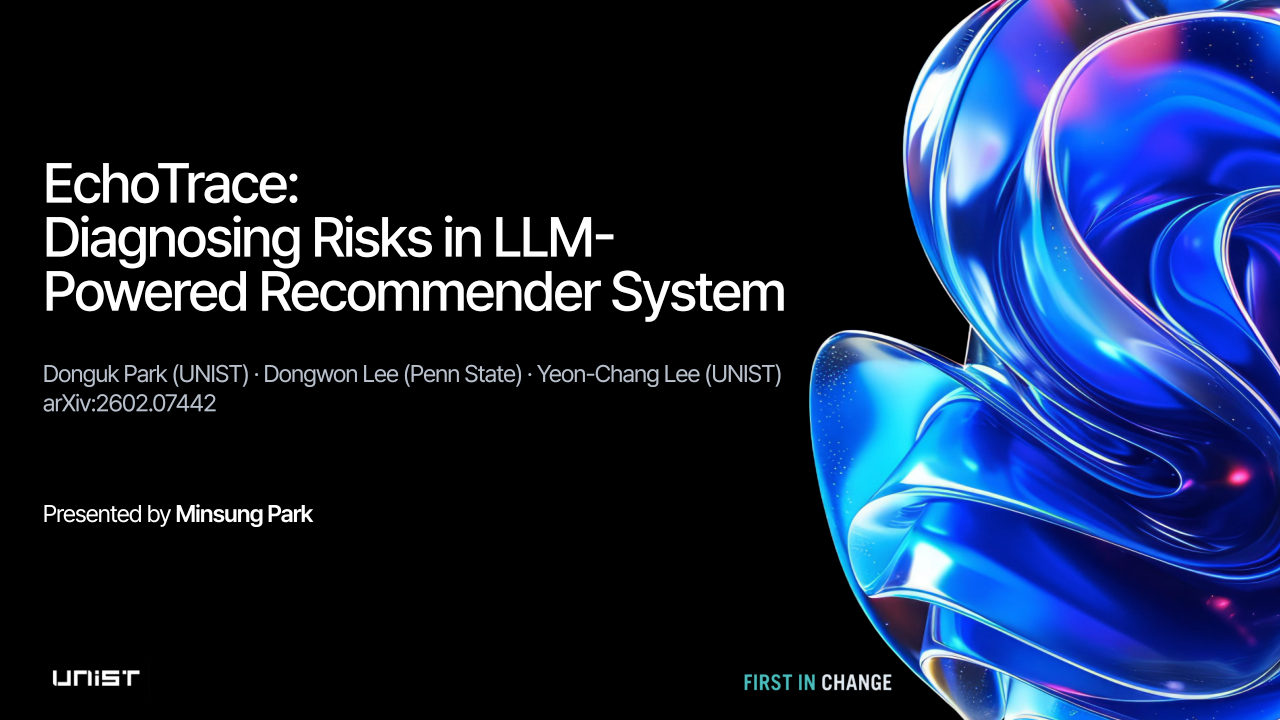 EchoTrace:
Diagnosing Risks in LLM-
Powered Recommender System
Donguk Park (UNIST) · Dongwon Lee (Penn State) · Yeon-Chang Lee (UNIST)
arXiv:2602.07442
Presented by Minsung Park
UNIST
FIRST IN CHANGE